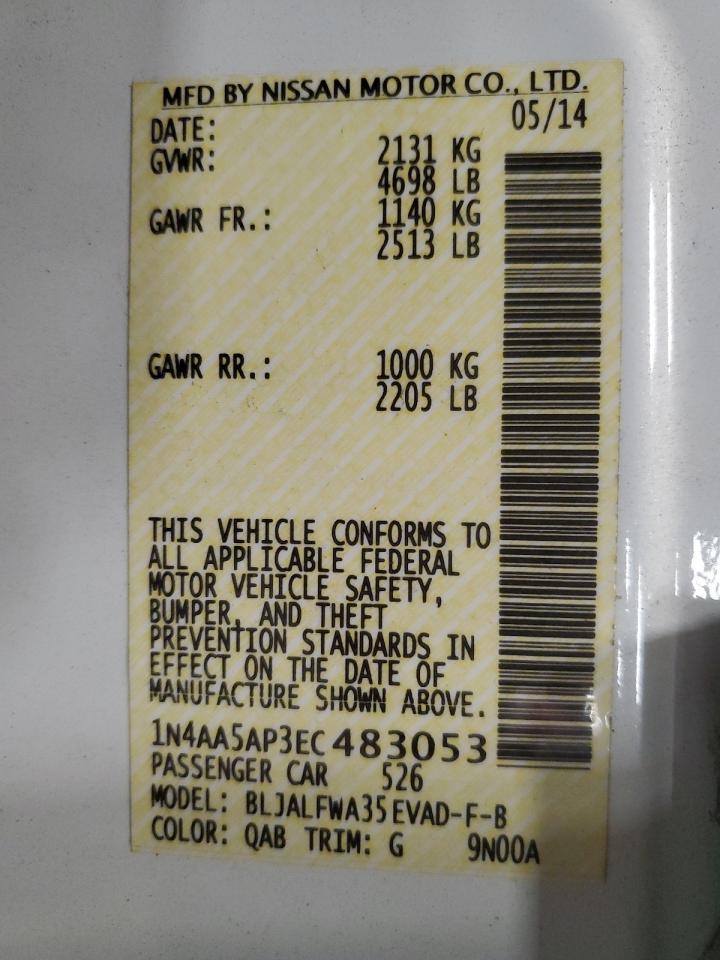 MFD BY NISSAN MOTOR CO., LTD.
DATE: 05/14
GVWR: 2131 KG
4698 LB
GAWR FR.: 1140 KG
2513 LB
GAWR RR.: 1000 KG
2205 LB
THIS VEHICLE CONFORMS TO
ALL APPLICABLE FEDERAL
MOTOR VEHICLE SAFETY,
BUMPER, AND THEFT
PREVENTION STANDARDS IN
EFFECT ON THE DATE OF
MANUFACTURE SHOWN ABOVE.
1N4AA5AP3EC483053
PASSENGER CAR 526
MODEL: BLJALFWA35EVAD-F-B
COLOR: QAB TRIM: G 9N00A